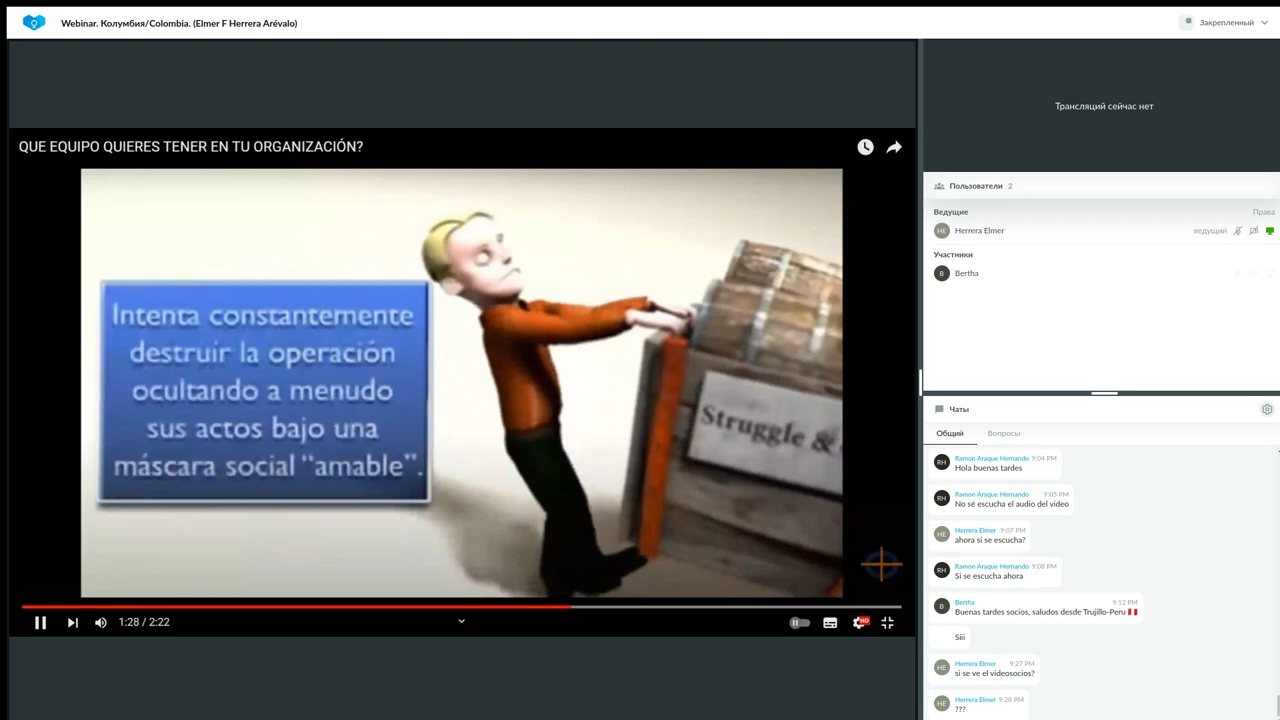 Webinar. Колумбия/Colombia. (Elmer F Herrera Arévalo)
Закрепленный
QUE EQUIPO QUIERES TENER EN TU ORGANIZACIÓN?
Intenta constantemente
destruir la operación
ocultando a menudo
sus actos bajo una
máscara social "amable".
Struggle &
1:28 / 2:22
HD
Трансляций сейчас нет
Пользователи 2
Ведущие Права
HE Herrera Elmer ведущий
Участники
B Bertha
Чаты
Общий Вопросы
Ramon Araque Hernando 9:04 PM
RH Hola buenas tardes
Ramon Araque Hernando 9:05 PM
RH No sé escucha el audio del video
Herrera Elmer 9:07 PM
HE ahora si se escucha?
Ramon Araque Hernando 9:08 PM
RH Si se escucha ahora
Bertha 9:12 PM
B Buenas tardes socios, saludos desde Trujillo-Peru 🇵🇪
Siii
Herrera Elmer 9:27 PM
HE si se ve el videosocios?
Herrera Elmer 9:28 PM
HE ???